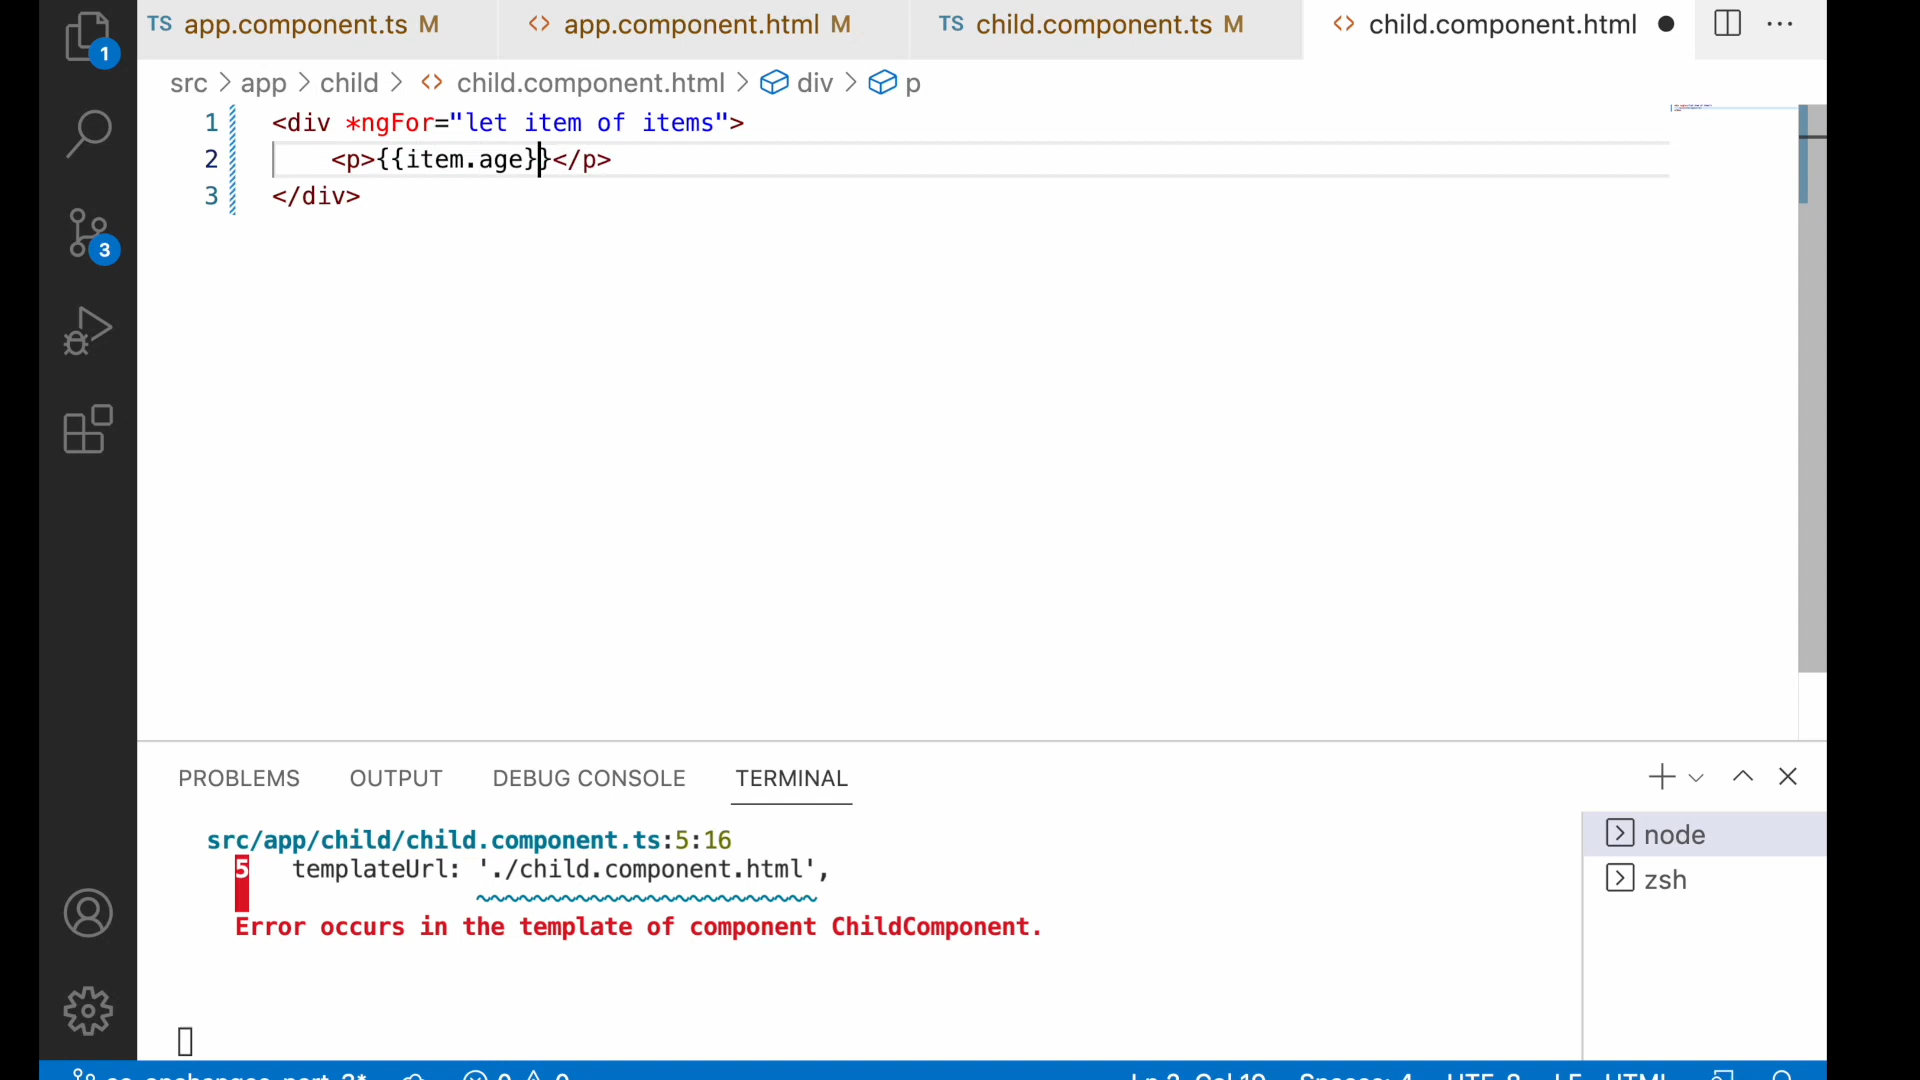 1
TS app.component.ts M
<> app.component.html M
TS child.component.ts M
<> child.component.html
src > app > child > <> child.component.html > div > p
1 <div *ngFor="let item of items">
2 <p>{{item.age}}</p>
3 </div>
3
PROBLEMS OUTPUT DEBUG CONSOLE TERMINAL
src/app/child/child.component.ts:5:16
5 templateUrl: './child.component.html',
Error occurs in the template of component ChildComponent.
node
zsh